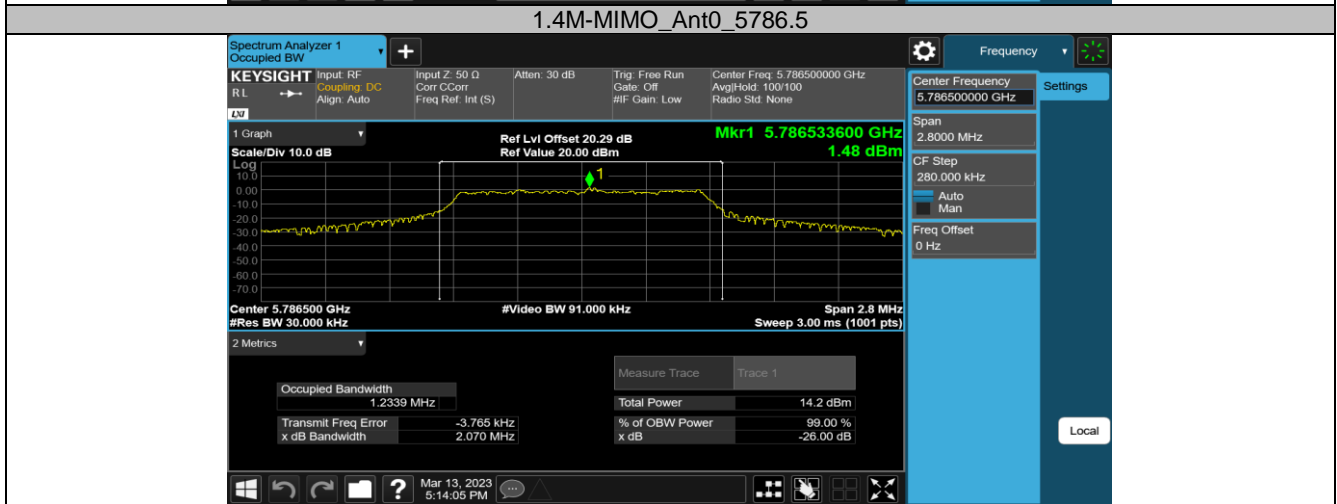 1.4M-MIMO_Ant0_5786.5
Spectrum Analyzer 1
Occupied BW
Frequency
KEYSIGHT
R L
LXI
Input: RF
Coupling: DC
Align: Auto
Input Z: 50 Ω
Corr CCorr
Freq Ref: Int (S)
Atten: 30 dB
Trig: Free Run
Gate: Off
#IF Gain: Low
Center Freq: 5.786500000 GHz
Avg|Hold: 100/100
Radio Std: None
Center Frequency
5.786500000 GHz
Settings
Span
2.8000 MHz
CF Step
280.000 kHz
Auto
Man
Freq Offset
0 Hz
1 Graph
Scale/Div 10.0 dB
Ref Lvl Offset 20.29 dB
Ref Value 20.00 dBm
Mkr1 5.786533600 GHz
1.48 dBm
Log
10.0
0.00
-10.0
-20.0
-30.0
-40.0
-50.0
-60.0
-70.0
1
Center 5.786500 GHz
#Res BW 30.000 kHz
#Video BW 91.000 kHz
Span 2.8 MHz
Sweep 3.00 ms (1001 pts)
2 Metrics
Measure Trace Trace 1
Occupied Bandwidth
1.2339 MHz
Total Power 14.2 dBm
Transmit Freq Error -3.765 kHz
% of OBW Power 99.00 %
x dB Bandwidth 2.070 MHz
x dB -26.00 dB
Local
?
Mar 13, 2023
5:14:05 PM